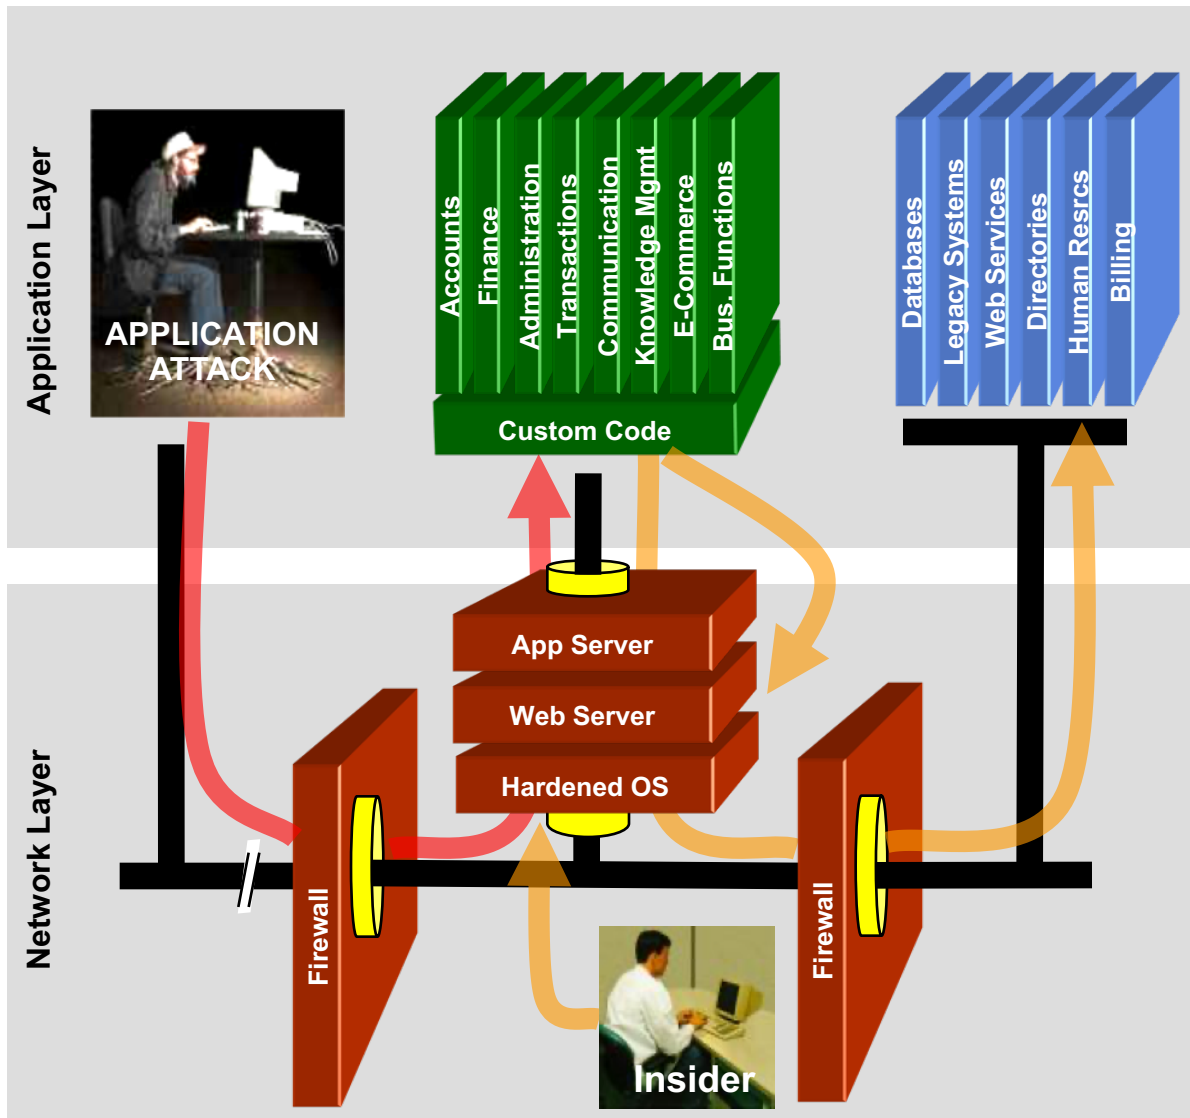 Application Layer
APPLICATION
ATTACK
Accounts
Finance
Administration
Transactions
Communication
Knowledge Mgmt
E-Commerce
Bus. Functions
Custom Code
Databases
Legacy Systems
Web Services
Directories
Human Resrcs
Billing
Network Layer
App Server
Web Server
Hardened OS
Firewall
Firewall
Insider